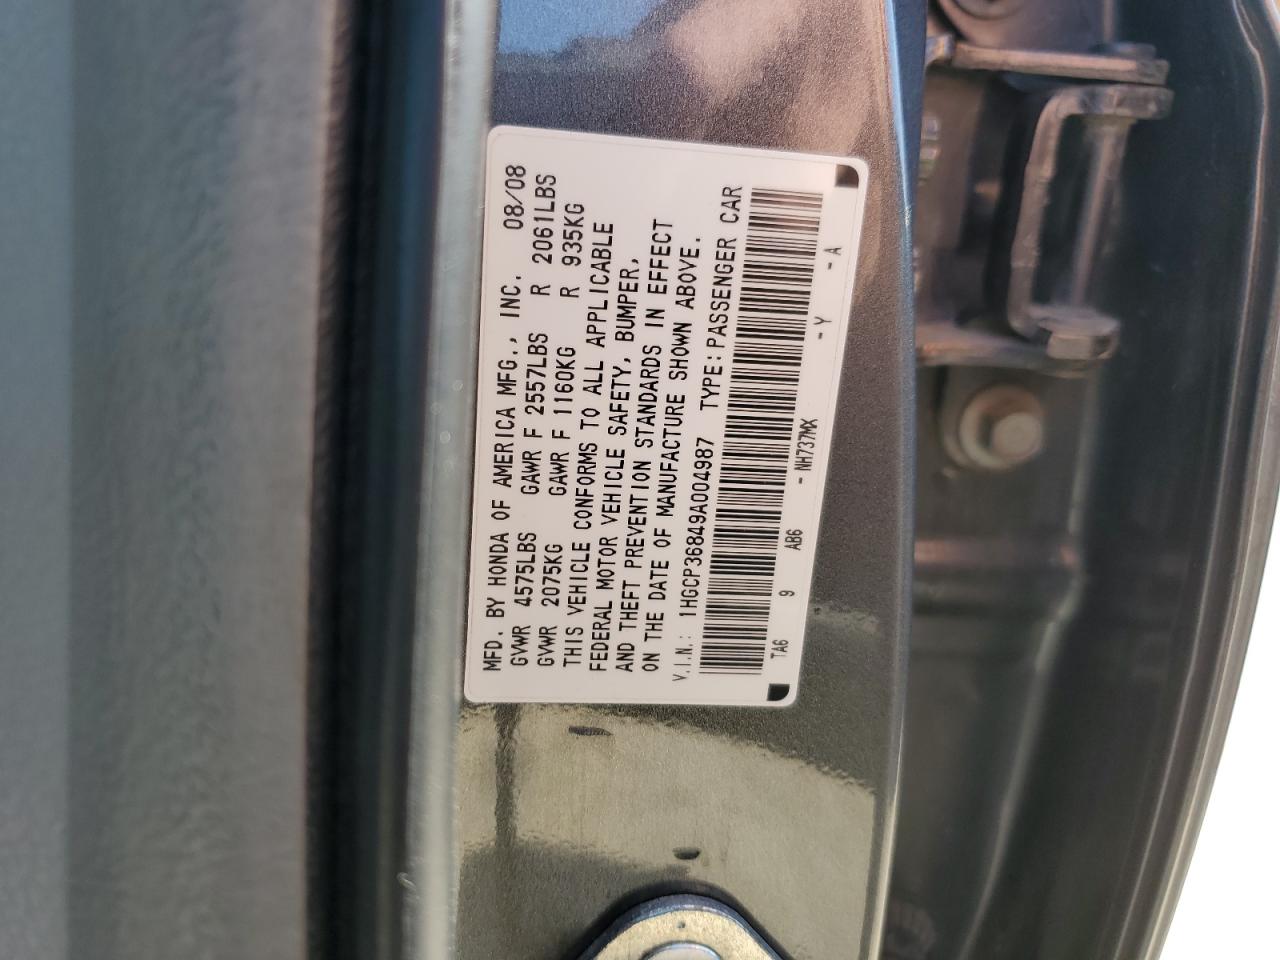 MFD. BY HONDA OF AMERICA MFG., INC. 08/08
GVWR 4575LBS GAWR F 2557LBS R 2061LBS
GVWR 2075KG GAWR F 1160KG R 935KG
THIS VEHICLE CONFORMS TO ALL APPLICABLE
FEDERAL MOTOR VEHICLE SAFETY, BUMPER,
AND THEFT PREVENTION STANDARDS IN EFFECT
ON THE DATE OF MANUFACTURE SHOWN ABOVE.
V.I.N.: 1HGCP36849A004987 TYPE:PASSENGER CAR
TA6 9 AB6 - NH737MX - Y - A